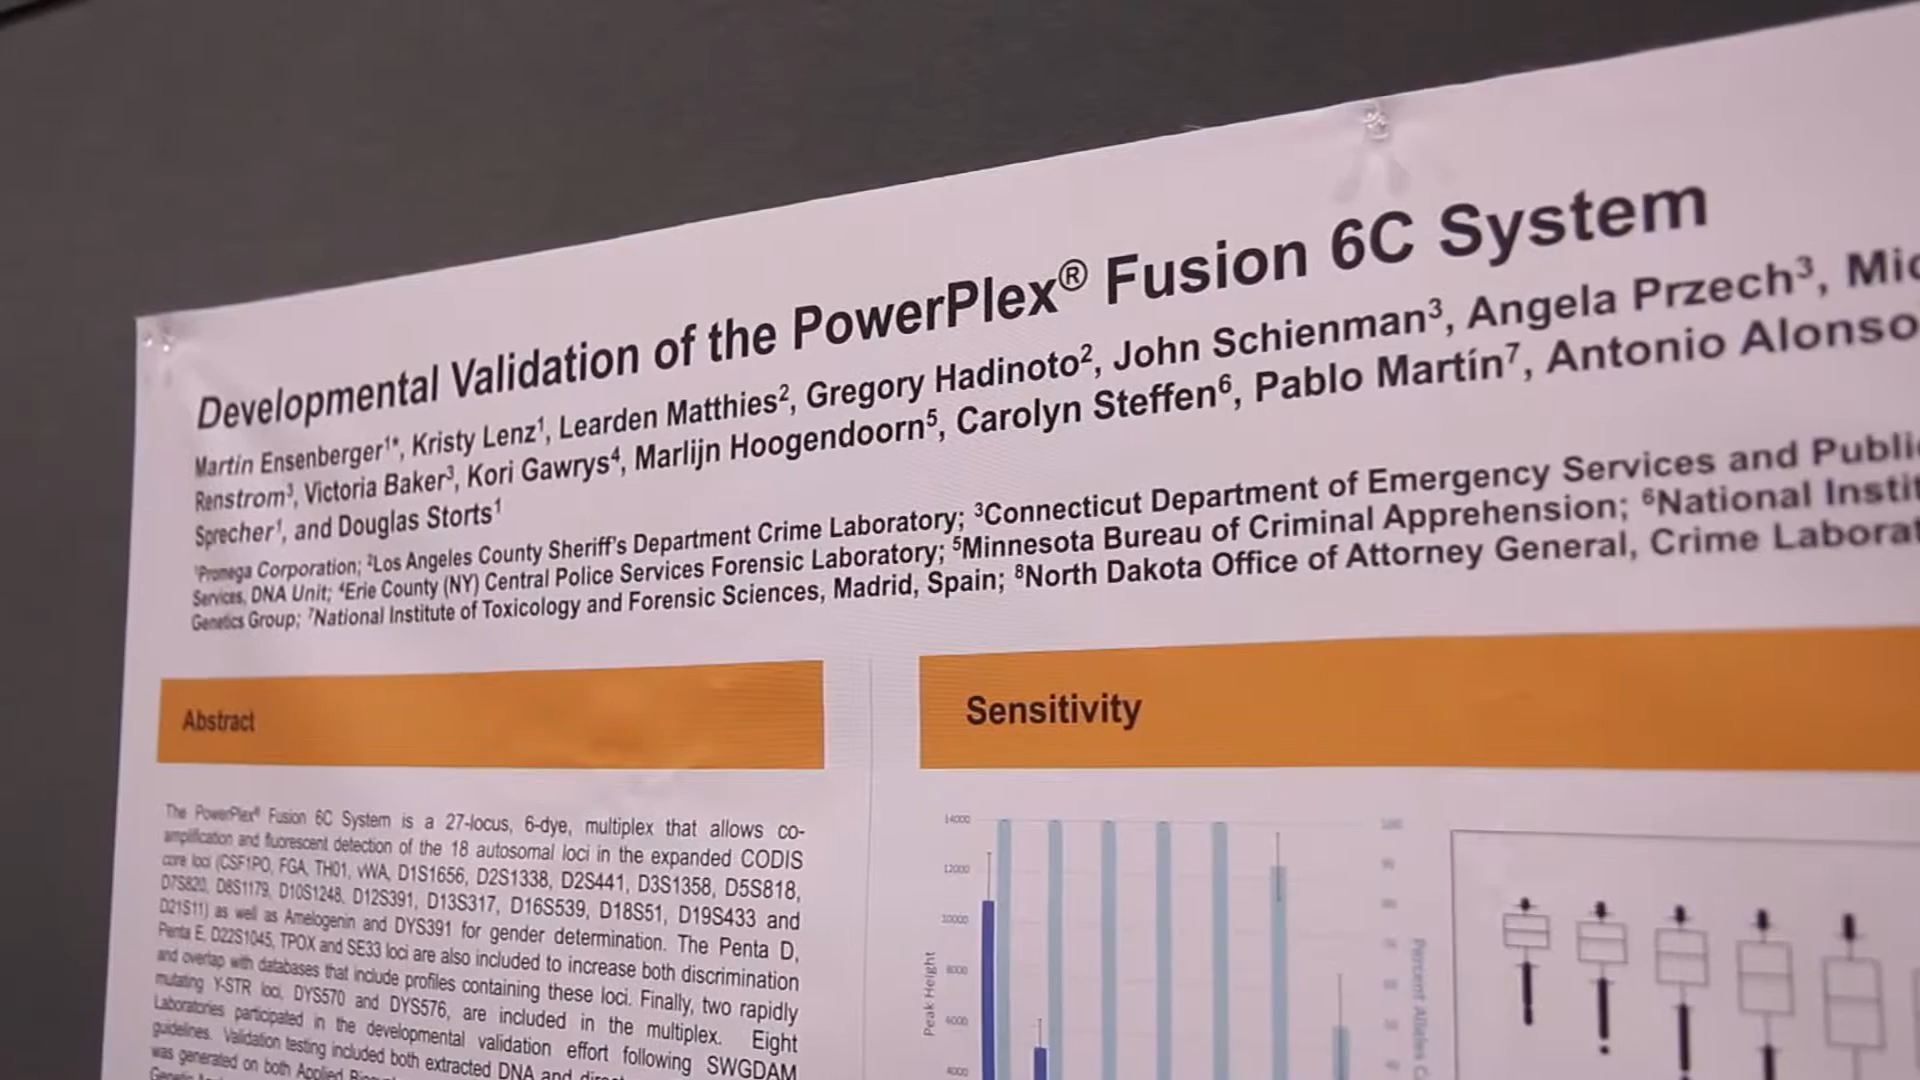 Developmental Validation of the PowerPlex® Fusion 6C System
Martin Ensenberger¹*, Kristy Lenz¹, Learden Matthies², Gregory Hadinoto², John Schienman³, Angela Przech³, Mic
Renstrom³, Victoria Baker³, Kori Gawrys⁴, Marlijn Hoogendoorn⁵, Carolyn Steffen⁶, Pablo Martín⁷, Antonio Alonso
Sprecher¹, and Douglas Storts¹
¹Promega Corporation; ²Los Angeles County Sheriff's Department Crime Laboratory; ³Connecticut Department of Emergency Services and Publi
Services, DNA Unit; ⁴Erie County (NY) Central Police Services Forensic Laboratory; ⁵Minnesota Bureau of Criminal Apprehension; ⁶National Instit
Genetics Group; ⁷National Institute of Toxicology and Forensic Sciences, Madrid, Spain; ⁸North Dakota Office of Attorney General, Crime Laborat
Abstract
The PowerPlex® Fusion 6C System is a 27-locus, 6-dye, multiplex that allows co-
amplification and fluorescent detection of the 18 autosomal loci in the expanded CODIS
core loci (CSF1PO, FGA, TH01, vWA, D1S1656, D2S1338, D2S441, D3S1358, D5S818,
D7S820, D8S1179, D10S1248, D12S391, D13S317, D16S539, D18S51, D19S433 and
D21S11) as well as Amelogenin and DYS391 for gender determination. The Penta D,
Penta E, D22S1045, TPOX and SE33 loci are also included to increase both discrimination
and overlap with databases that include profiles containing these loci. Finally, two rapidly
mutating Y-STR loci, DYS570 and DYS576, are included in the multiplex. Eight
Laboratories participated in the developmental validation effort following SWGDAM
guidelines. Validation testing included both extracted DNA and
was generated on both Applied
Sensitivity
14000
12000
10000
8000
6000
4000
Peak Height
100
Percent Alleles